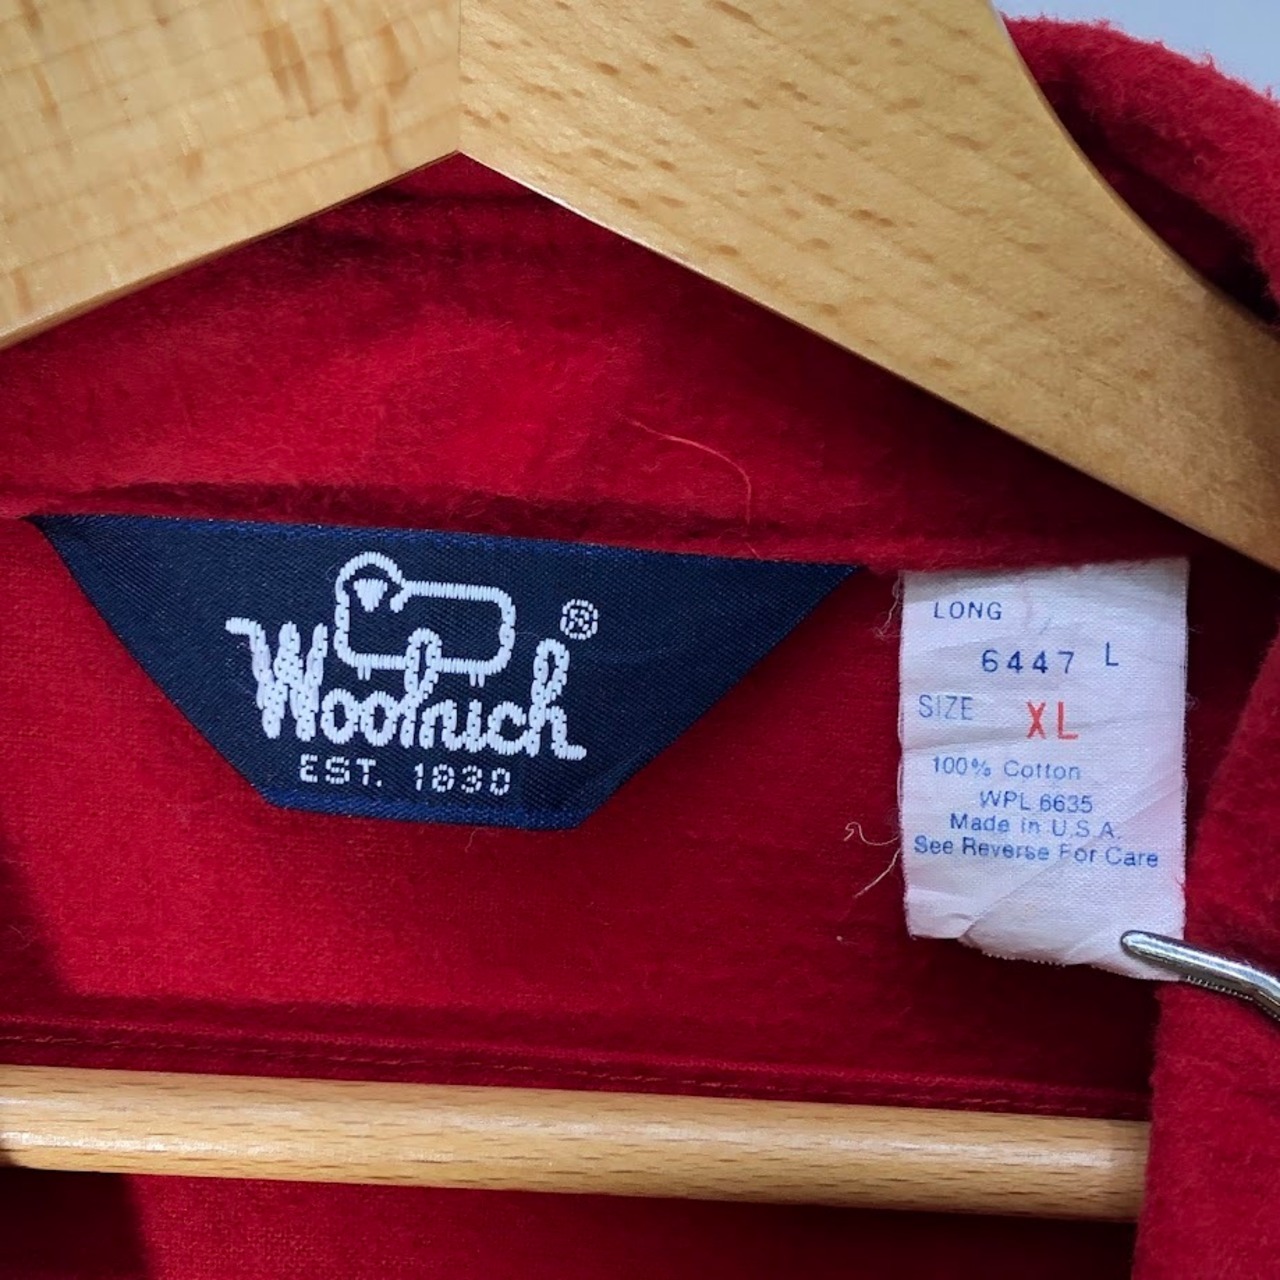 Woolrich®
EST. 1830
LONG
6447 L
SIZE XL
100% Cotton
WPL 6635
Made in U.S.A.
See Reverse For Care